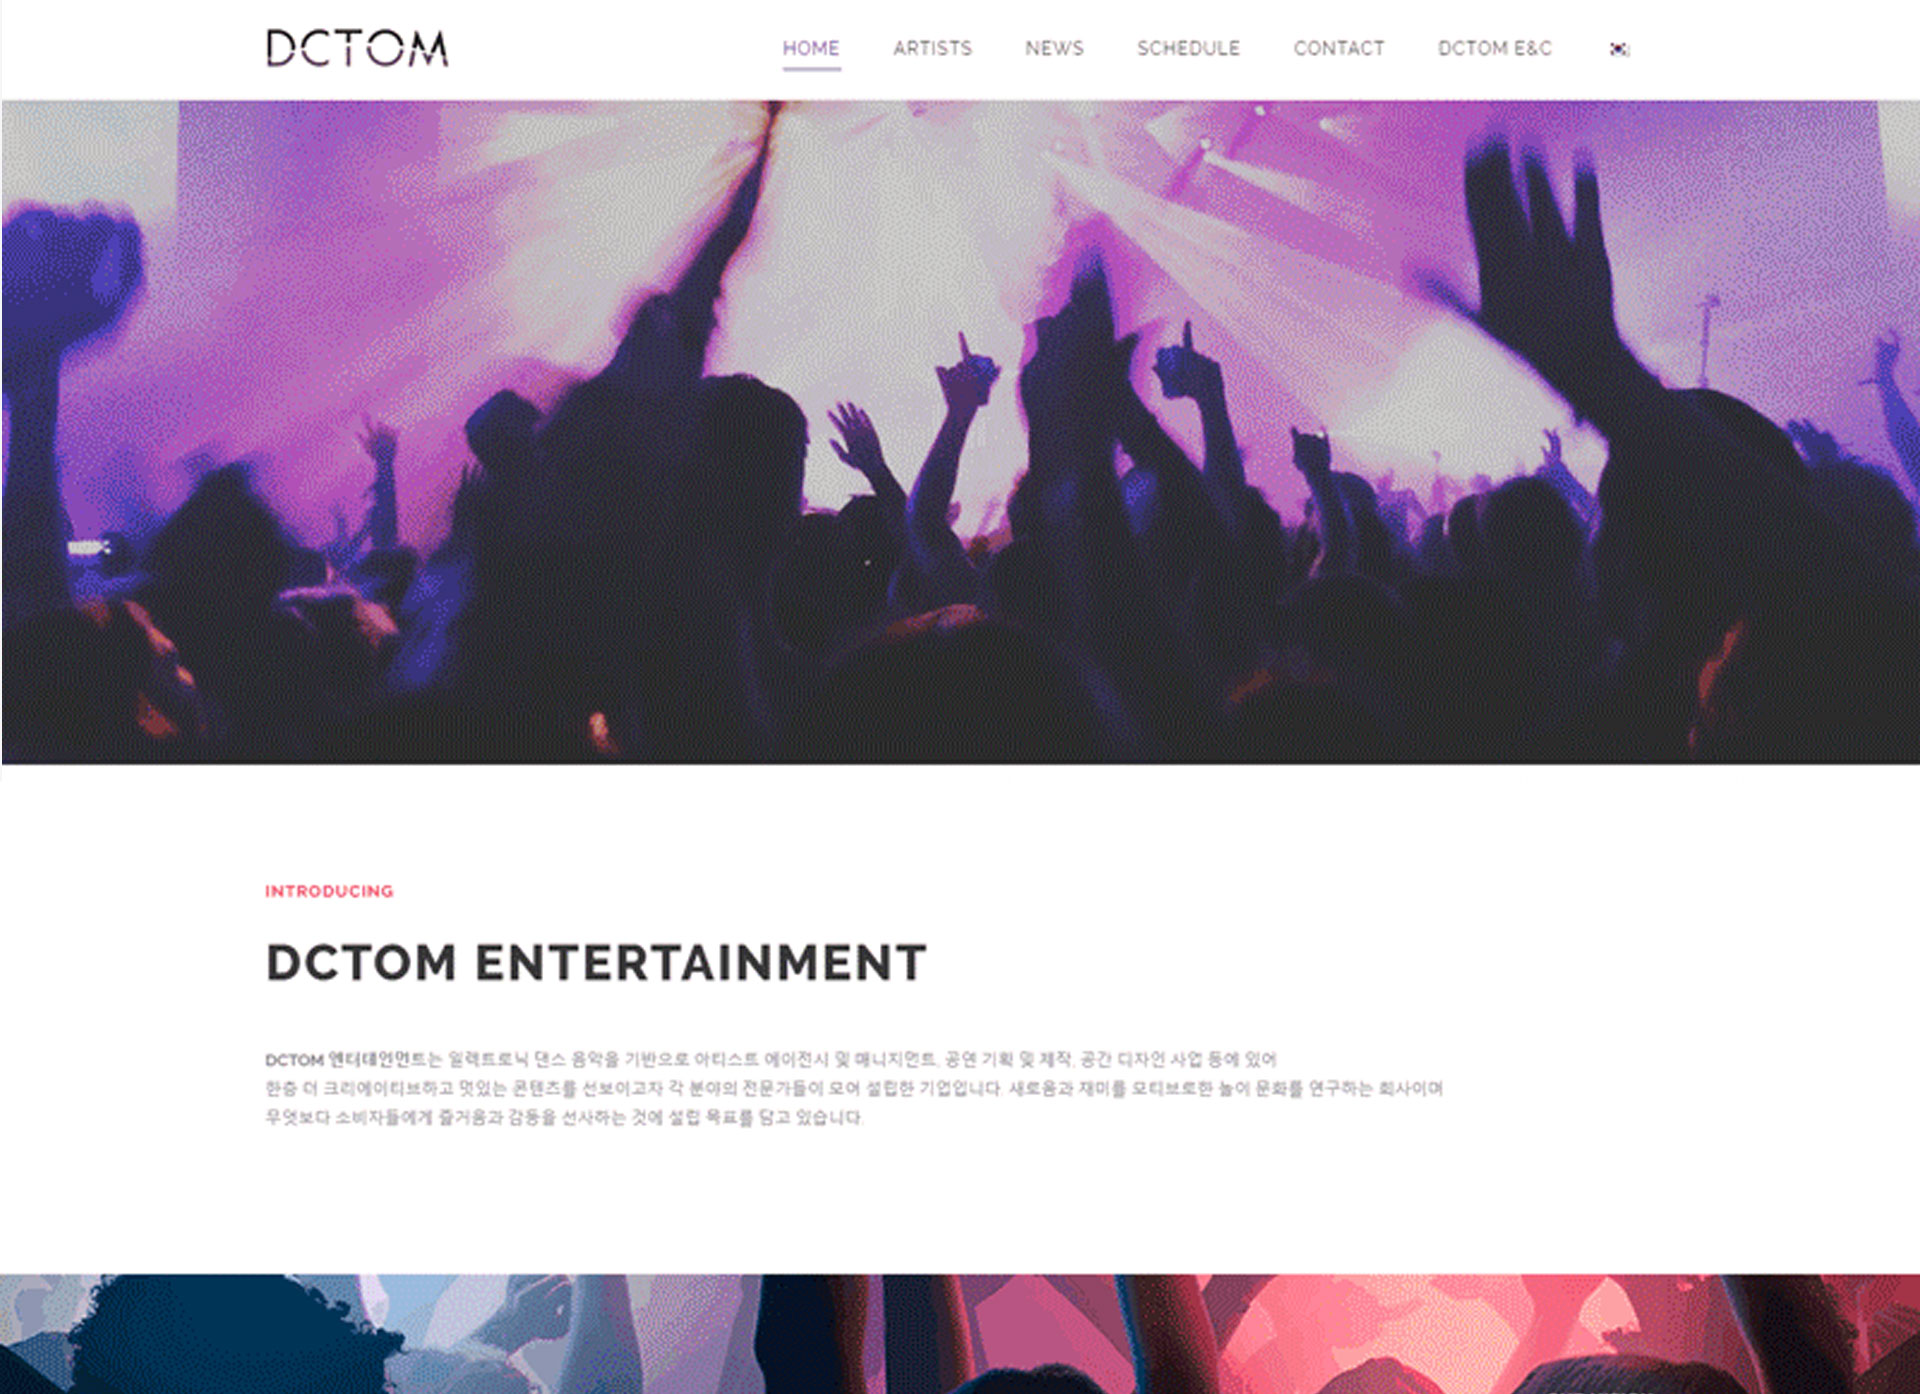 DCTOM
HOME ARTISTS NEWS SCHEDULE CONTACT DCTOM E&C
INTRODUCING
DCTOM ENTERTAINMENT
DCTOM 엔터테인먼트는 일렉트로닉 댄스 음악을 기반으로 아티스트 에이전시 및 매니지먼트, 공연 기획 및 제작, 공간 디자인 사업 등에 있어
한층 더 크리에이티브하고 멋있는 콘텐츠를 선보이고자 각 분야의 전문가들이 모여 설립한 기업입니다. 새로움과 재미를 모티브로한 놀이 문화를 연구하는 회사이며
무엇보다 소비자들에게 즐거움과 감동을 선사하는 것에 설립 목표를 담고 있습니다.